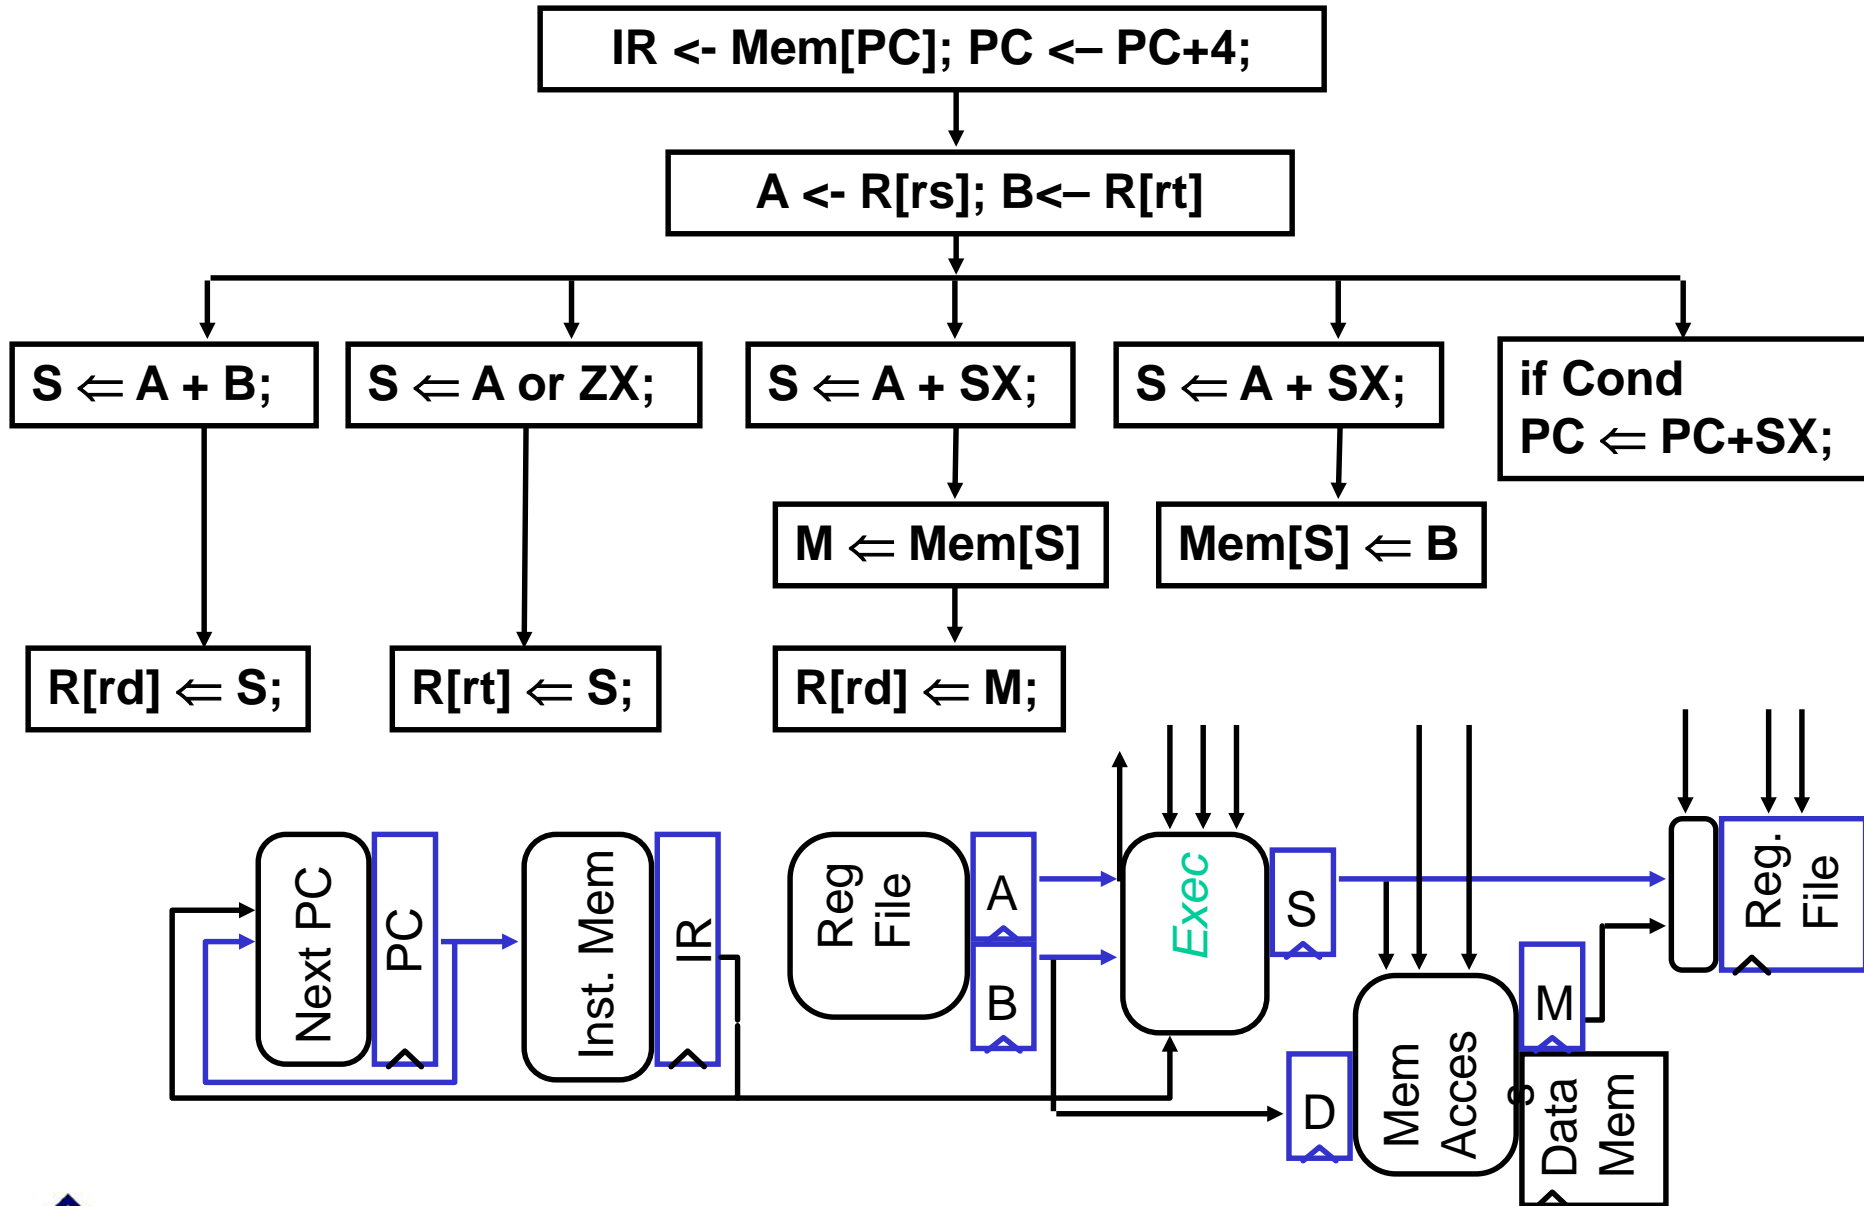 IR <- Mem[PC]; PC <– PC+4;
A <- R[rs]; B<– R[rt]
S ⇐ A + B;
S ⇐ A or ZX;
S ⇐ A + SX;
S ⇐ A + SX;
if Cond
PC ⇐ PC+SX;
M ⇐ Mem[S]
Mem[S] ⇐ B
R[rd] ⇐ S;
R[rt] ⇐ S;
R[rd] ⇐ M;
Next PC
PC
Inst. Mem
IR
Reg
File
A
B
Exec
S
D
Mem
Acces
s
M
Data
Mem
Reg.
File